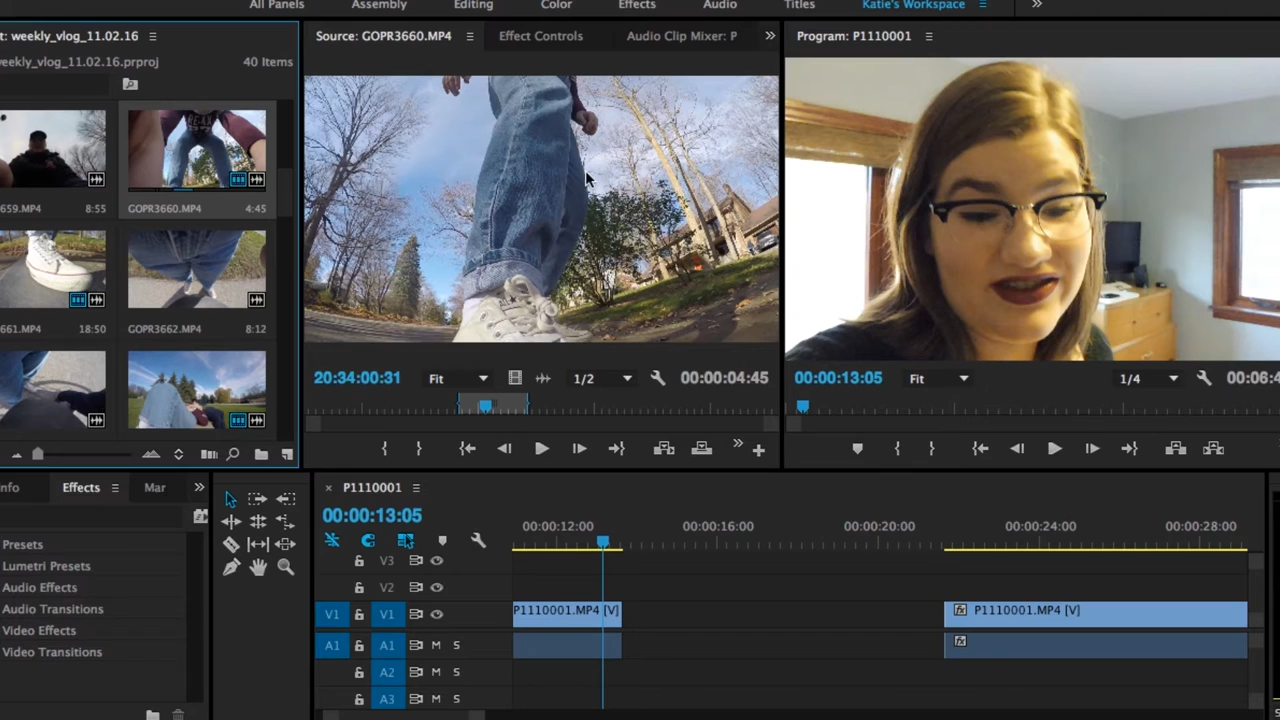 All Panels Assembly Editing Color Effects Audio Titles Katie's Workspace
t: weekly_vlog_11.02.16
weekly_vlog_11.02.16.prproj 40 Items
659.MP4 8:55 GOPR3660.MP4 4:45
661.MP4 18:50 GOPR3662.MP4 8:12
Source: GOPR3660.MP4 Effect Controls Audio Clip Mixer: P
20:34:00:31 Fit 1/2 00:00:04:45
Program: P1110001
00:00:13:05 Fit 1/4 00:06:4
nfo Effects Mar
Presets
Lumetri Presets
Audio Effects
Audio Transitions
Video Effects
Video Transitions
× P1110001
00:00:13:05
00:00:12:00 00:00:16:00 00:00:20:00 00:00:24:00 00:00:28:00
V3
V2
V1 V1 P1110001.MP4 [V] fx P1110001.MP4 [V]
A1 A1 M S fx
A2 M S
A3 M S